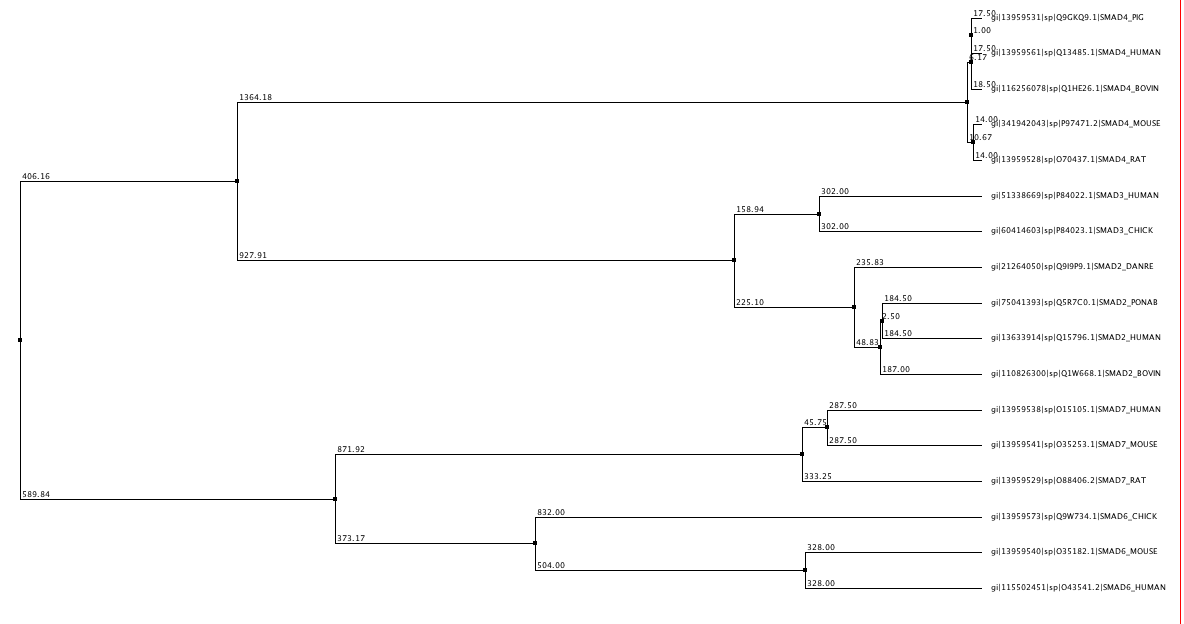 17.50 gi|13959531|sp|Q9GKQ9.1|SMAD4_PIG
1.00
17.50 gi|13959561|sp|Q13485.1|SMAD4_HUMAN
18.50 gi|116256078|sp|Q1HE26.1|SMAD4_BOVIN
1364.18
14.00 gi|341942043|sp|P97471.2|SMAD4_MOUSE
10.67
14.00 gi|13959528|sp|O70437.1|SMAD4_RAT
406.16
302.00 gi|51338669|sp|P84022.1|SMAD3_HUMAN
158.94
302.00 gi|60414603|sp|P84023.1|SMAD3_CHICK
927.91
235.83 gi|21264050|sp|Q9I9P9.1|SMAD2_DANRE
225.10
184.50 gi|75041393|sp|Q5R7C0.1|SMAD2_PONAB
2.50
184.50 gi|13633914|sp|Q15796.1|SMAD2_HUMAN
48.83
187.00 gi|110826300|sp|Q1W668.1|SMAD2_BOVIN
287.50 gi|13959538|sp|O15105.1|SMAD7_HUMAN
45.75
287.50 gi|13959541|sp|O35253.1|SMAD7_MOUSE
871.92
333.25 gi|13959529|sp|O88406.2|SMAD7_RAT
589.84
832.00 gi|13959573|sp|Q9W734.1|SMAD6_CHICK
373.17
328.00 gi|13959540|sp|O35182.1|SMAD6_MOUSE
504.00
328.00 gi|115502451|sp|O43541.2|SMAD6_HUMAN